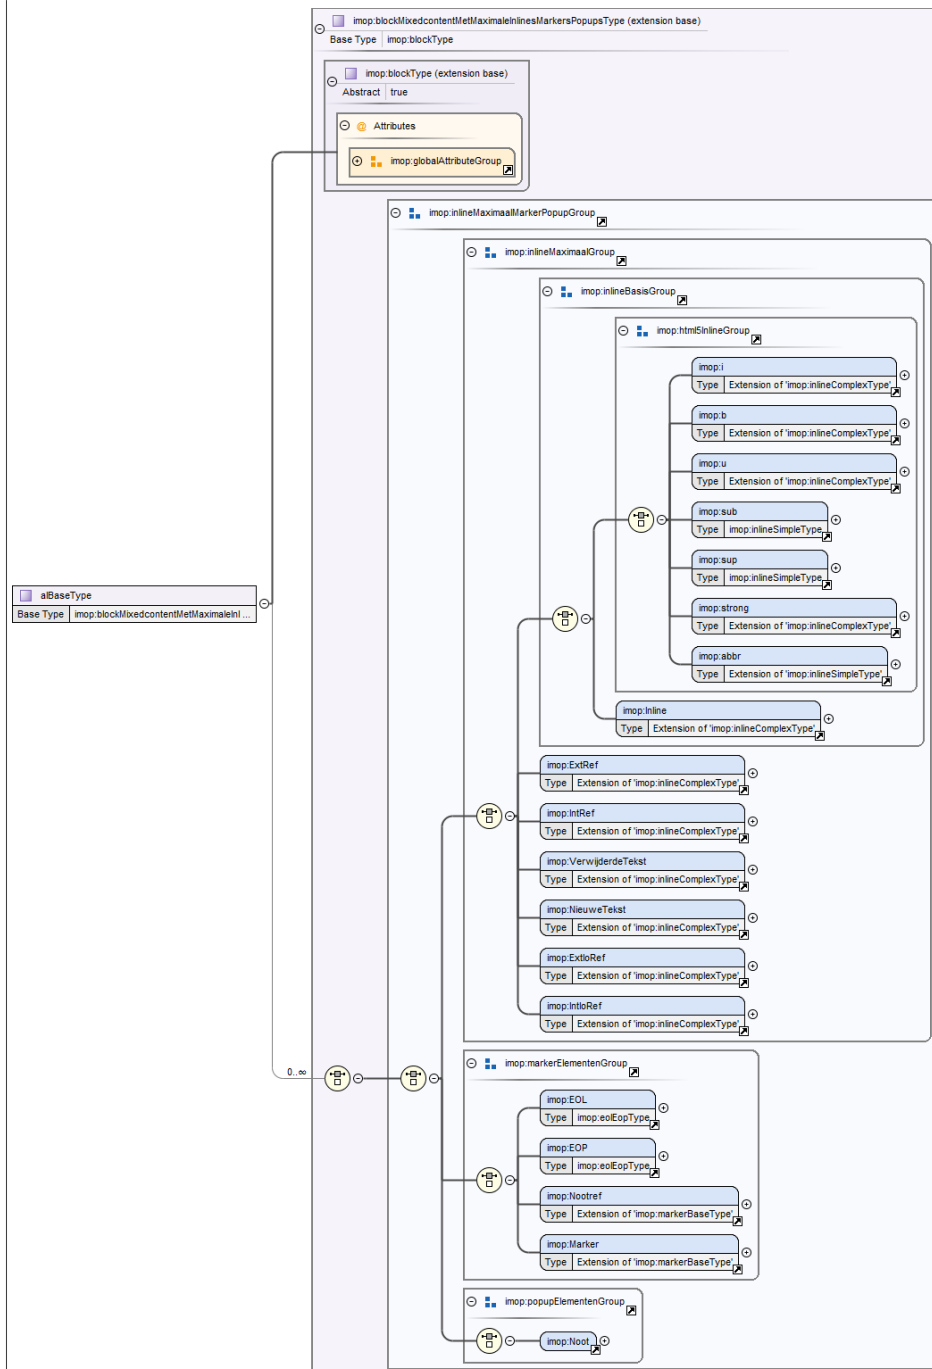 imop:blockMixedcontentMetMaximaleInlinesMarkersPopupsType (extension base)
Base Type imop:blockType
imop:blockType (extension base)
Abstract true
@ Attributes
imop:globalAttributeGroup
imop:inlineMaximaalMarkerPopupGroup
imop:inlineMaximaalGroup
imop:inlineBasisGroup
imop:html5InlineGroup
imop:i
Type Extension of 'imop:inlineComplexType'
imop:b
Type Extension of 'imop:inlineComplexType'
imop:u
Type Extension of 'imop:inlineComplexType'
imop:sub
Type imop:inlineSimpleType
imop:sup
Type imop:inlineSimpleType
alBaseType
Base Type imop:blockMixedcontentMetMaximaleInl ...
imop:strong
Type Extension of 'imop:inlineComplexType'
imop:abbr
Type Extension of 'imop:inlineSimpleType'
imop:Inline
Type Extension of 'imop:inlineComplexType'
imop:ExtRef
Type Extension of 'imop:inlineComplexType'
imop:IntRef
Type Extension of 'imop:inlineComplexType'
imop:VerwijderdeTekst
Type Extension of 'imop:inlineComplexType'
imop:NieuweTekst
Type Extension of 'imop:inlineComplexType'
imop:ExtIoRef
Type Extension of 'imop:inlineComplexType'
imop:IntIoRef
Type Extension of 'imop:inlineComplexType'
0..∞
imop:markerElementenGroup
imop:EOL
Type imop:eolEopType
imop:EOP
Type imop:eolEopType
imop:Nootref
Type Extension of 'imop:markerBaseType'
imop:Marker
Type Extension of 'imop:markerBaseType'
imop:popupElementenGroup
imop:Noot